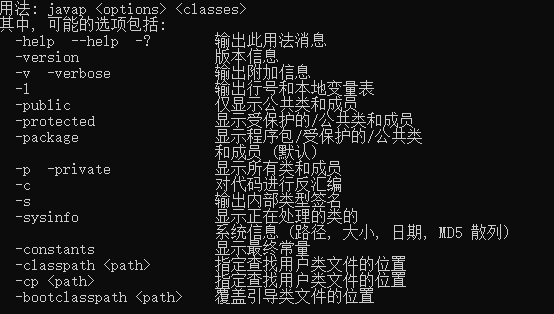 用法: javap <options> <classes>
其中, 可能的选项包括:
  -help  --help  -?        输出此用法消息
  -version                 版本信息
  -v  -verbose             输出附加信息
  -l                       输出行号和本地变量表
  -public                  仅显示公共类和成员
  -protected               显示受保护的/公共类和成员
  -package                 显示程序包/受保护的/公共类
                           和成员 (默认)
  -p  -private             显示所有类和成员
  -c                       对代码进行反汇编
  -s                       输出内部类型签名
  -sysinfo                 显示正在处理的类的
                           系统信息 (路径, 大小, 日期, MD5 散列)
  -constants               显示最终常量
  -classpath <path>        指定查找用户类文件的位置
  -cp <path>               指定查找用户类文件的位置
  -bootclasspath <path>    覆盖引导类文件的位置